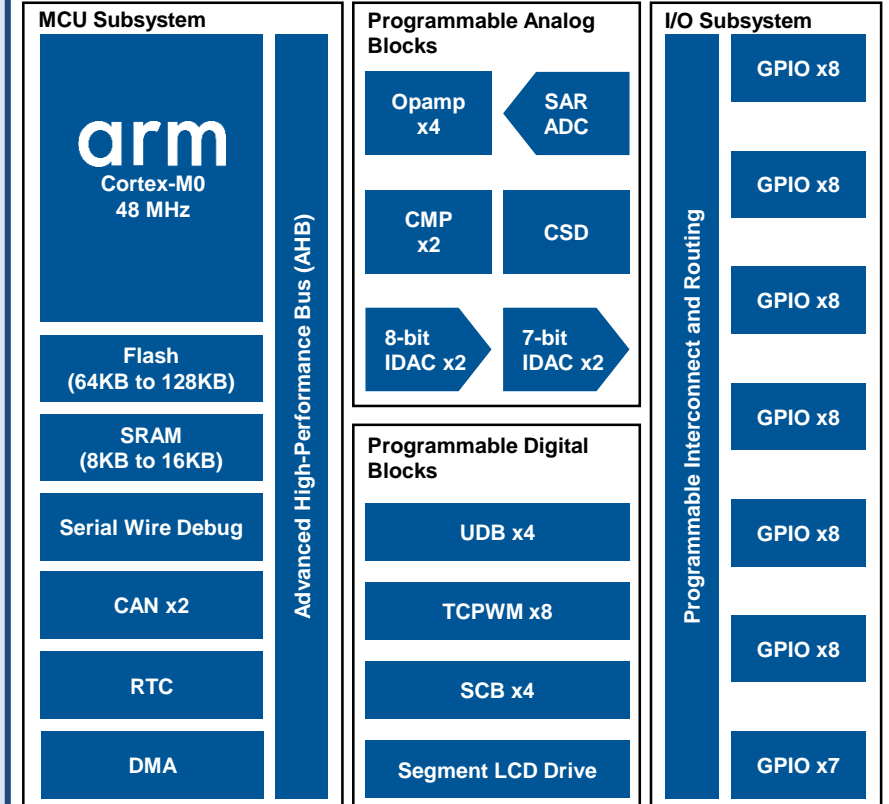 MCU Subsystem
arm
Cortex-M0
48 MHz
Flash
(64KB to 128KB)
SRAM
(8KB to 16KB)
Serial Wire Debug
CAN x2
RTC
DMA
Advanced High-Performance Bus (AHB)
Programmable Analog
Blocks
Opamp
x4
SAR
ADC
CMP
x2
CSD
8-bit
IDAC x2
7-bit
IDAC x2
Programmable Digital
Blocks
UDB x4
TCPWM x8
SCB x4
Segment LCD Drive
I/O Subsystem
Programmable Interconnect and Routing
GPIO x8
GPIO x8
GPIO x8
GPIO x8
GPIO x8
GPIO x8
GPIO x7